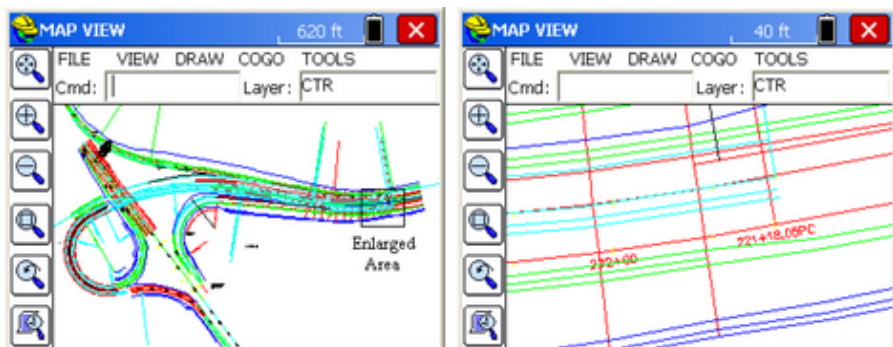 MAP VIEW 620 ft
FILE VIEW DRAW COGO TOOLS
Cmd: Layer: CTR
Enlarged
Area
MAP VIEW 40 ft
FILE VIEW DRAW COGO TOOLS
Cmd: Layer: CTR
222+00
221+18.06PC